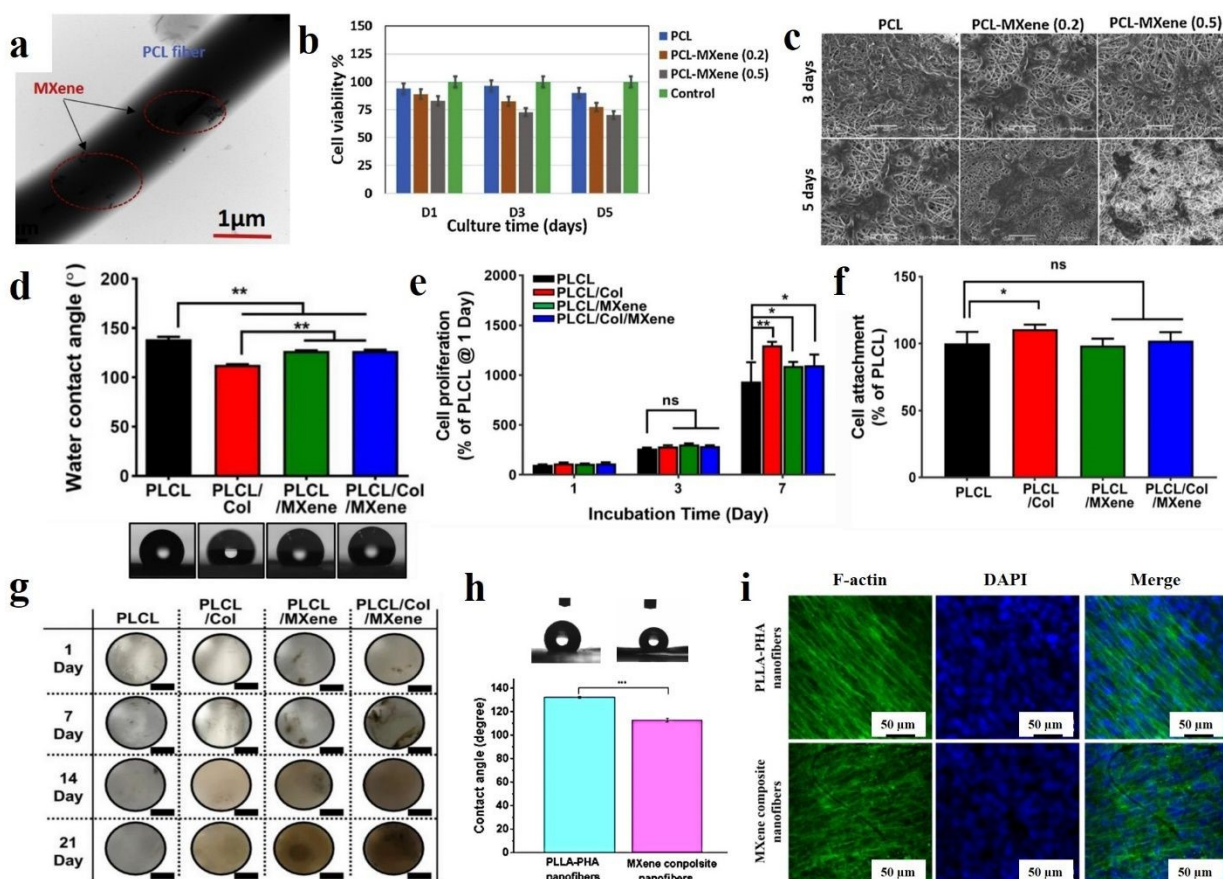 a
PCL fiber
MXene
1μm
b
PCL
PCL-MXene (0.2)
PCL-MXene (0.5)
Control
Cell viability %
150
125
100
75
50
25
0
D1
D3
D5
Culture time (days)
c
PCL
PCL-MXene (0.2)
PCL-MXene (0.5)
3 days
5 days
d
Water contact angle (°)
200
150
100
50
0
**
**
PLCL
PLCL/
Col
PLCL
/MXene
PLCL/Col
/MXene
e
PLCL
PLCL/Col
PLCL/MXene
PLCL/Col/MXene
Cell proliferation
(% of PLCL @ 1 Day)
2000
1500
1000
500
0
ns
*
*
**
1
3
7
Incubation Time (Day)
f
Cell attachment
(% of PLCL)
150
100
50
0
ns
*
PLCL
PLCL
/Col
PLCL
/MXene
PLCL/Col
/MXene
g
PLCL
PLCL
/Col
PLCL
/MXene
PLCL/Col
/MXene
1
Day
7
Day
14
Day
21
Day
h
Contact angle (degree)
140
120
100
80
60
40
20
0
***
PLLA-PHA
nanofibers
MXene conpolsite
nanofibers
i
F-actin
DAPI
Merge
PLLA-PHA
nanofibers
50 μm
50 μm
50 μm
MXene composite
nanofibers
50 μm
50 μm
50 μm